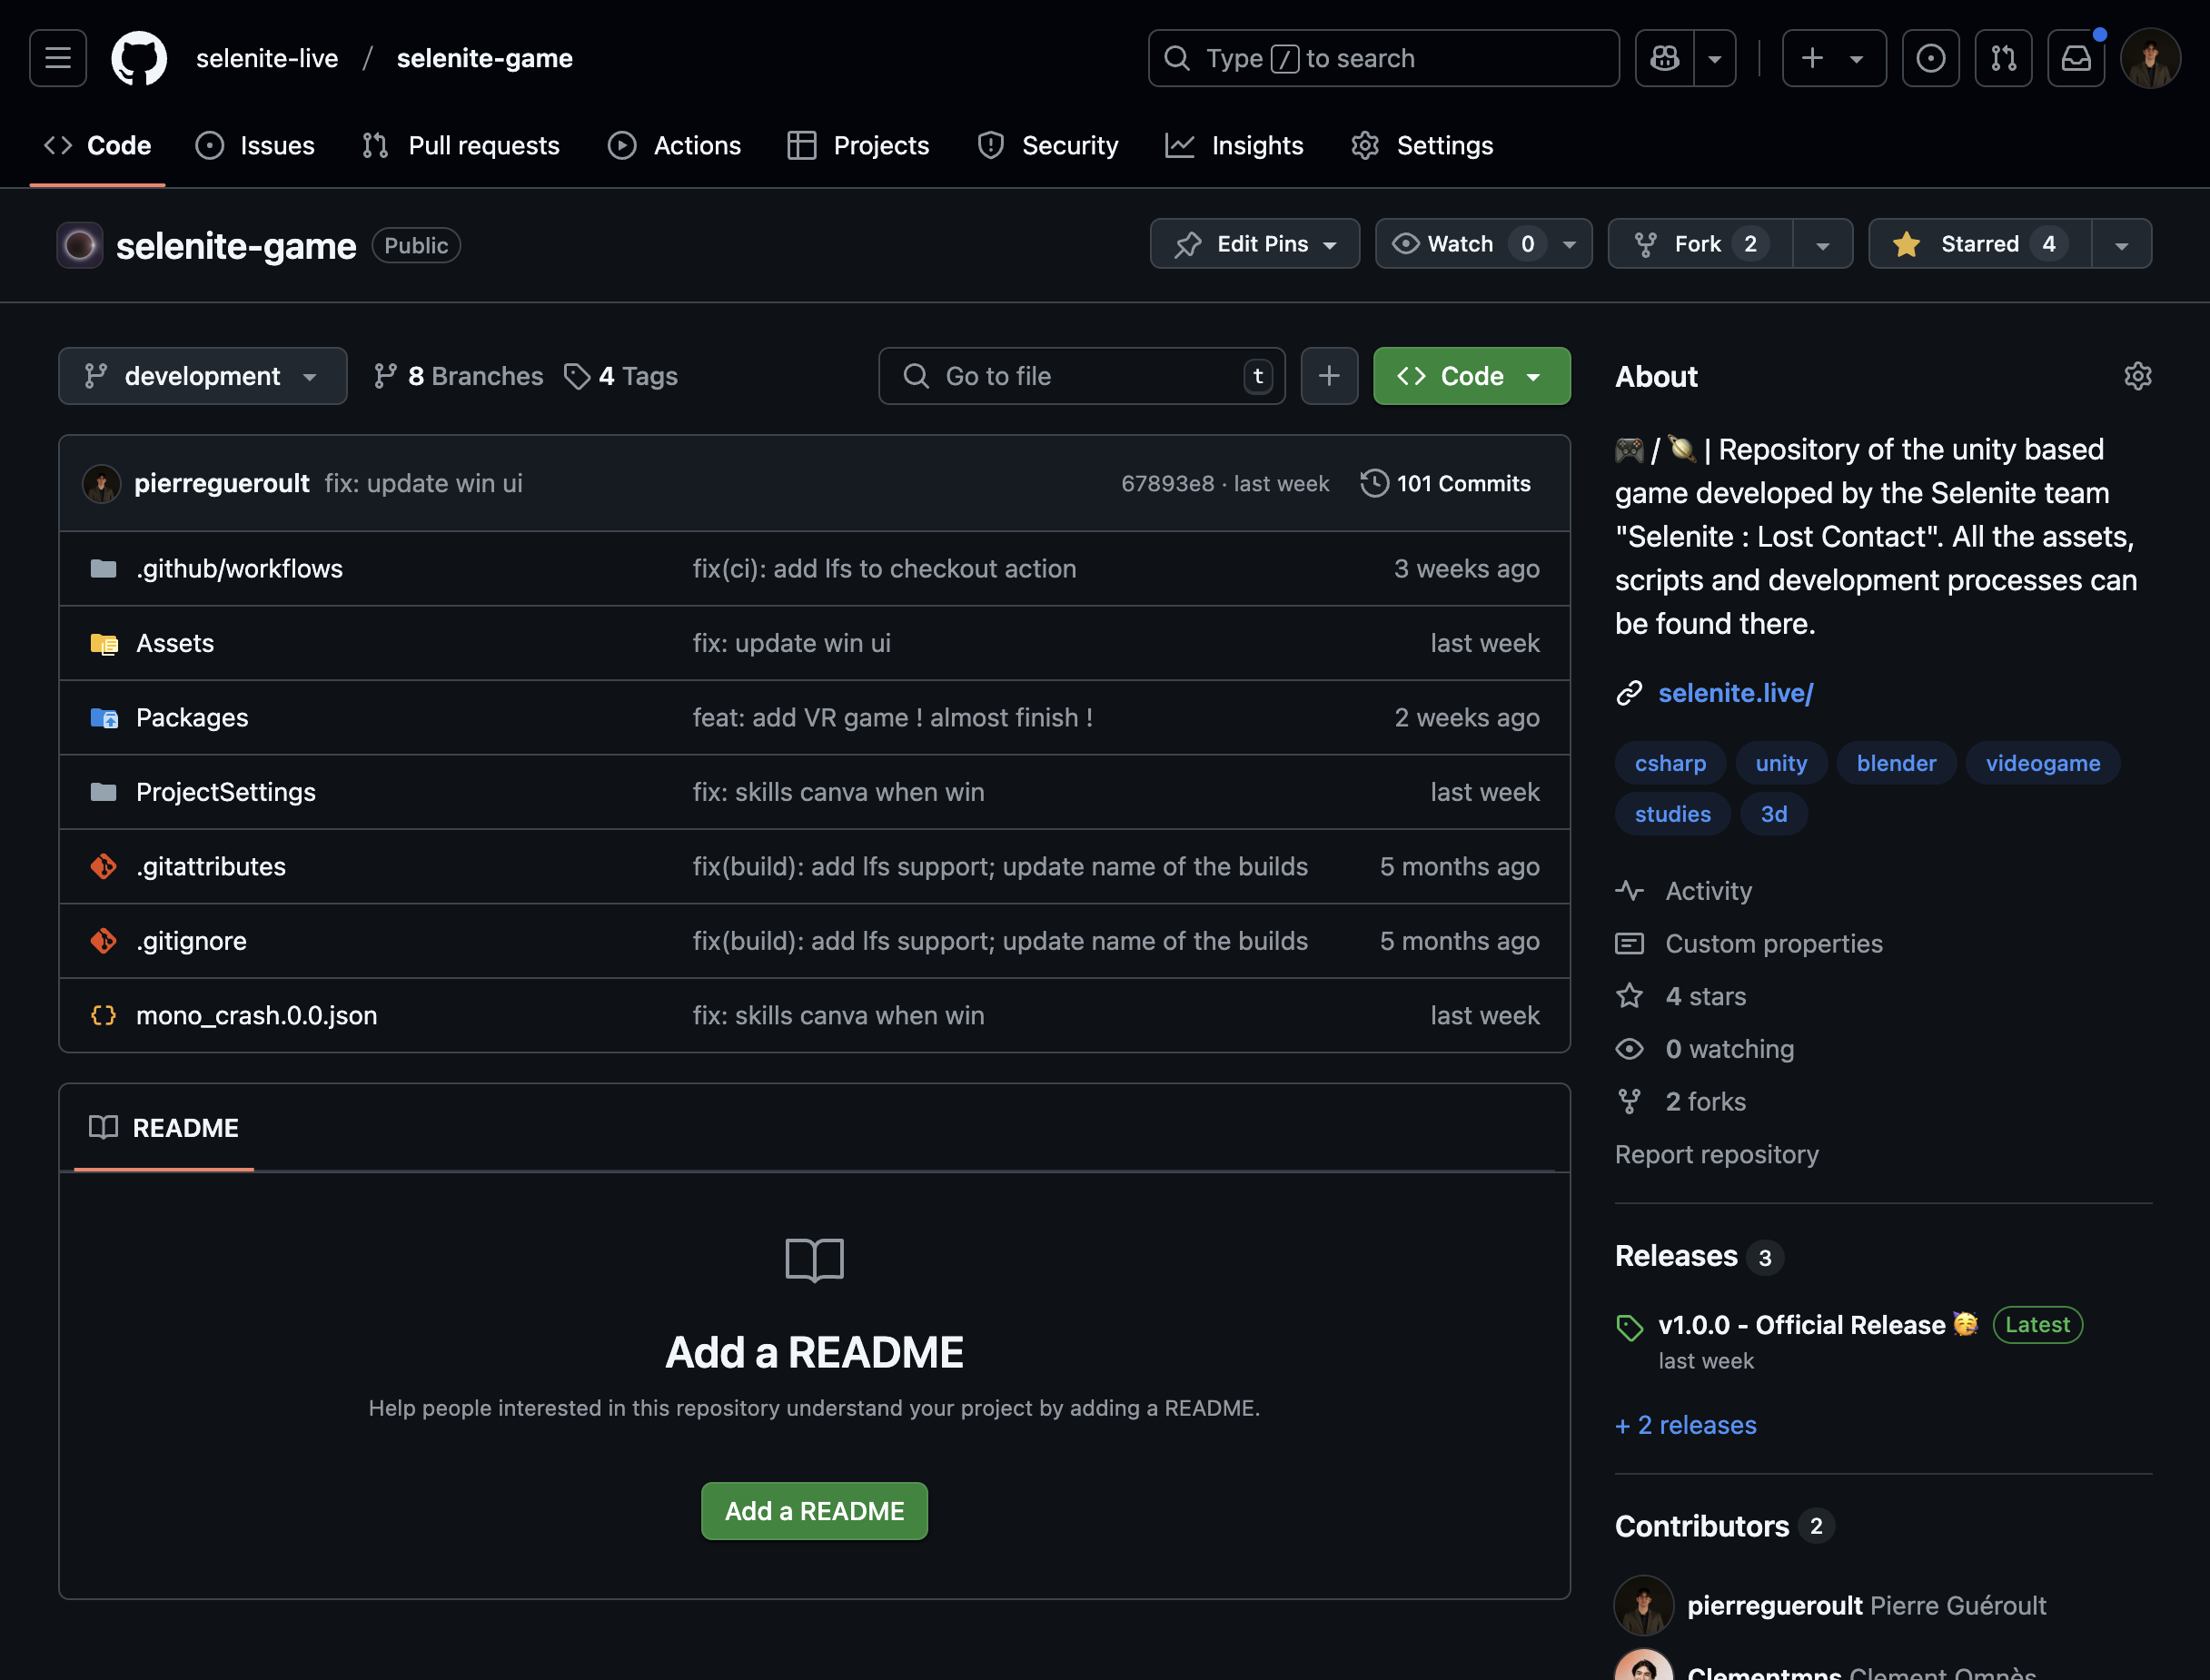 selenite-live / selenite-game
Type / to search
Code
Issues
Pull requests
Actions
Projects
Security
Insights
Settings
selenite-game Public
Edit Pins
Watch 0
Fork 2
Starred 4
development
8 Branches
4 Tags
Go to file t
Code
pierregueroult fix: update win ui 67893e8 · last week 101 Commits
.github/workflows fix(ci): add lfs to checkout action 3 weeks ago
Assets fix: update win ui last week
Packages feat: add VR game ! almost finish ! 2 weeks ago
ProjectSettings fix: skills canva when win last week
.gitattributes fix(build): add lfs support; update name of the builds 5 months ago
.gitignore fix(build): add lfs support; update name of the builds 5 months ago
mono_crash.0.0.json fix: skills canva when win last week
README
Add a README
Help people interested in this repository understand your project by adding a README.
Add a README
About
🎮 / 🪐 | Repository of the unity based
game developed by the Selenite team
"Selenite : Lost Contact". All the assets,
scripts and development processes can
be found there.
selenite.live/
csharp unity blender videogame
studies 3d
Activity
Custom properties
4 stars
0 watching
2 forks
Report repository
Releases 3
v1.0.0 - Official Release 🥳 Latest
last week
+ 2 releases
Contributors 2
pierregueroult Pierre Guéroult
Clementmns Clement Omnès